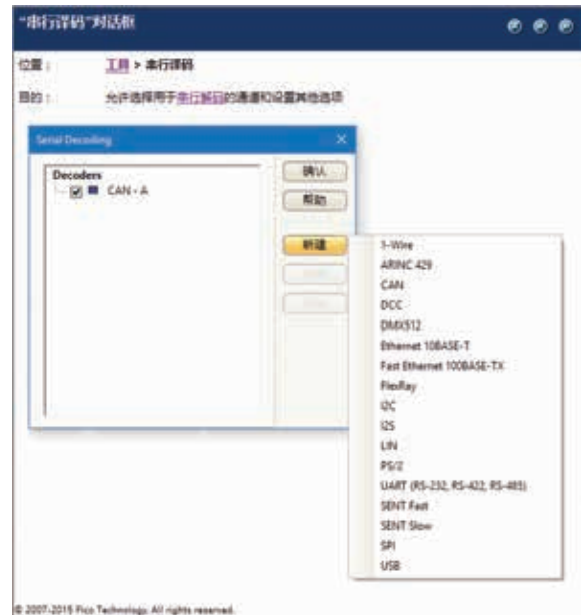 “串行译码”对话框
位置： 工具 > 串行译码
目的： 允许选择用于串行解码的通道和设置其他选项
Serial Decoding
Decoders
CAN - A
确认
帮助
新建
1-Wire
ARINC 429
CAN
DCC
DMX512
Ethernet 10BASE-T
Fast Ethernet 100BASE-TX
FlexRay
I2C
I2S
LIN
PS/2
UART (RS-232, RS-422, RS-485)
SENT Fast
SENT Slow
SPI
USB
© 2007-2015 Pico Technology. All rights reserved.